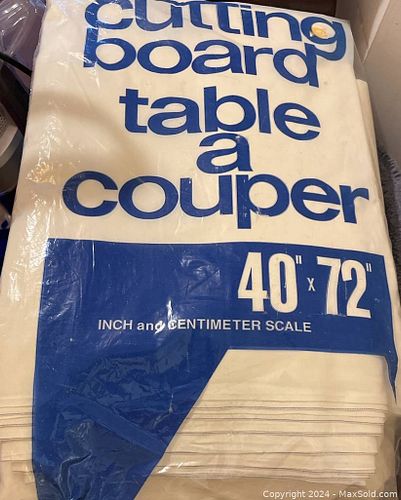 cutting
board
table
a
couper
40" x 72"
INCH and CENTIMETER SCALE
Copyright © 2024 - MaxSold.com